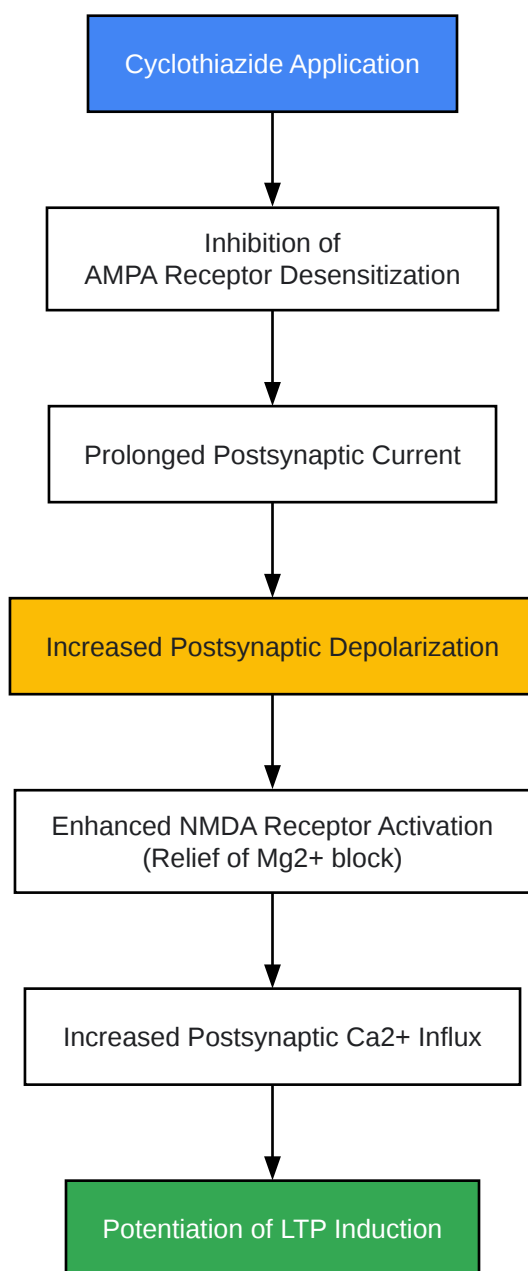 Cyclothiazide Application
Inhibition of
AMPA Receptor Desensitization
Prolonged Postsynaptic Current
Increased Postsynaptic Depolarization
Enhanced NMDA Receptor Activation
(Relief of Mg2+ block)
Increased Postsynaptic Ca2+ Influx
Potentiation of LTP Induction